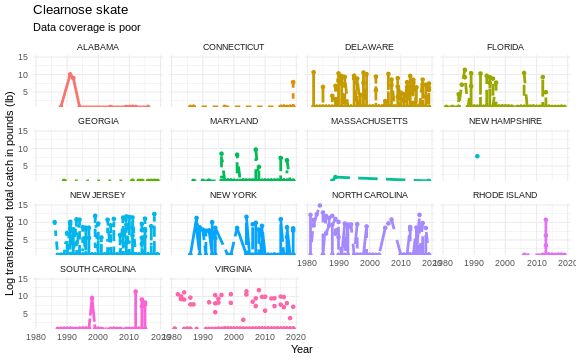 Clearnose skate
Data coverage is poor
ALABAMA CONNECTICUT DELAWARE FLORIDA
15
10
5
GEORGIA MARYLAND MASSACHUSETTS NEW HAMPSHIRE
15
10
5
NEW JERSEY NEW YORK NORTH CAROLINA RHODE ISLAND
15
10
5
SOUTH CAROLINA VIRGINIA
1980 1990 2000 2010 1980 1990 2000 2010 2020
15
10
5
1980 1990 2000 2010 1980 1990 2000 2010 2020
Year
Log transformed total catch in pounds (lb)